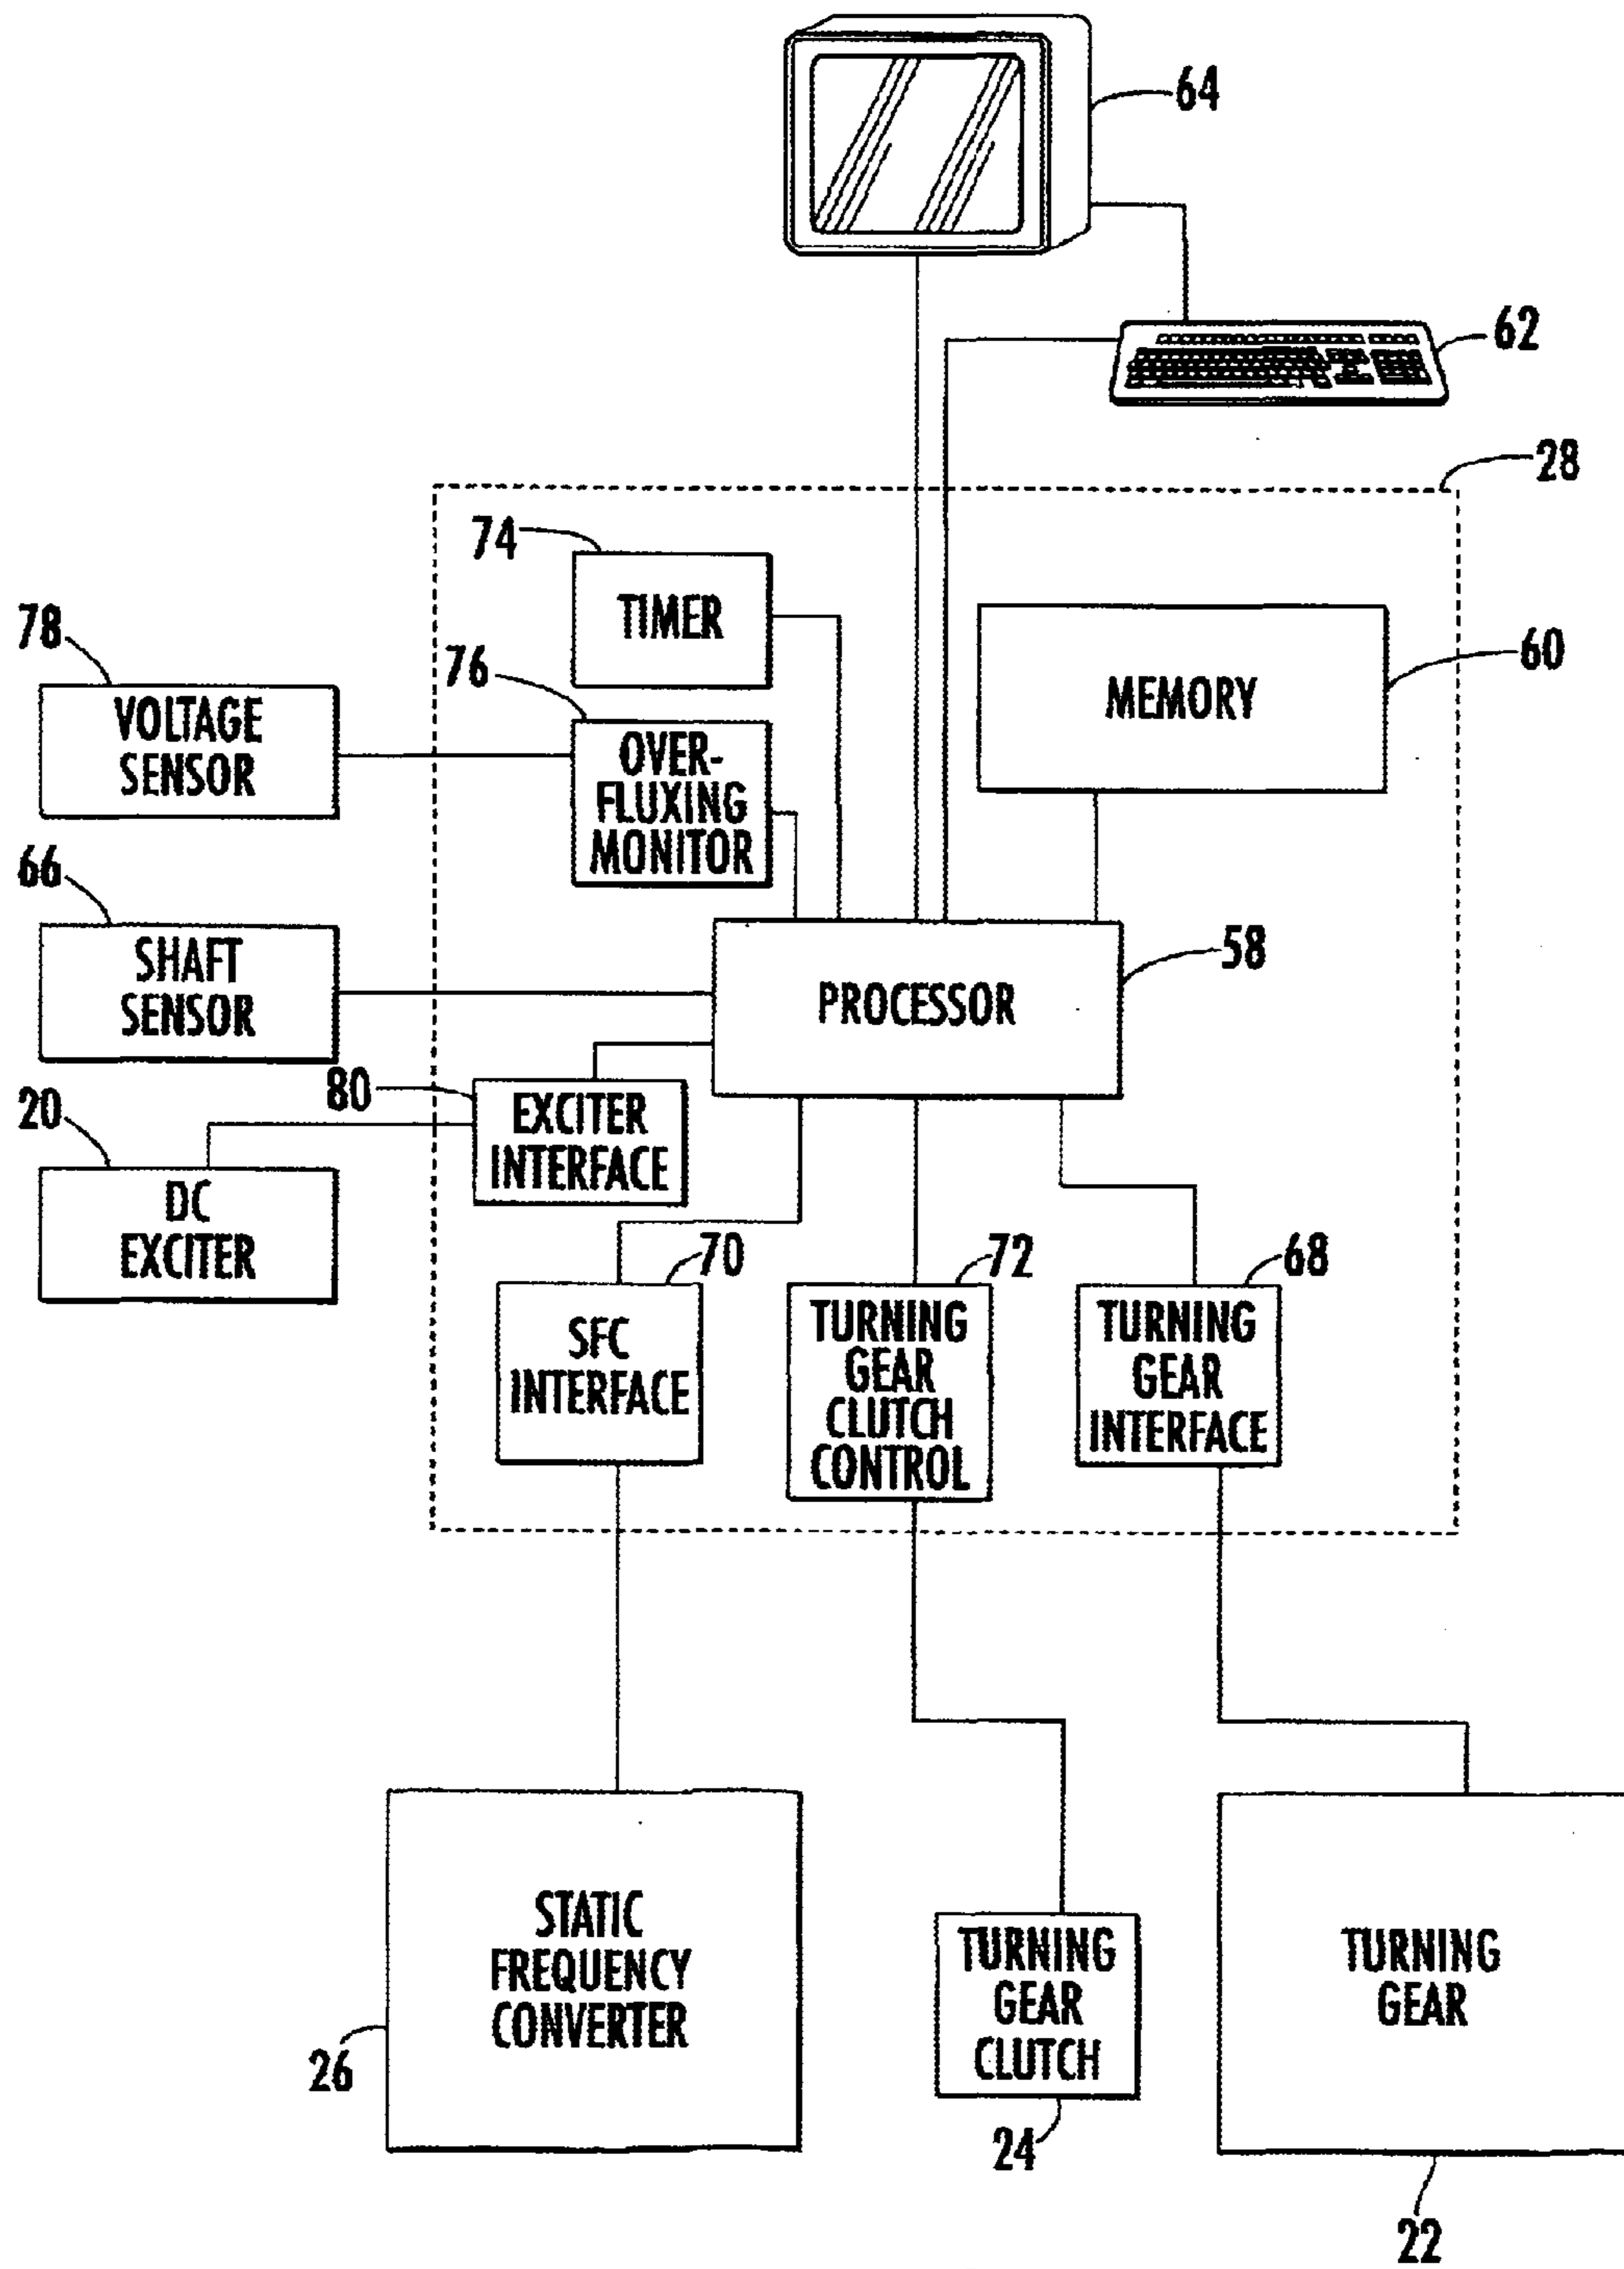 64
62
28
74
TIMER
78
76
60
VOLTAGE
SENSOR
OVER-
FLUXING
MONITOR
MEMORY
66
SHAFT
SENSOR
58
PROCESSOR
80
20
EXCITER
INTERFACE
DC
EXCITER
70
72
68
SFC
INTERFACE
TURNING
GEAR
CLUTCH
CONTROL
TURNING
GEAR
INTERFACE
STATIC
FREQUENCY
CONVERTER
TURNING
GEAR
CLUTCH
TURNING
GEAR
26
24
22